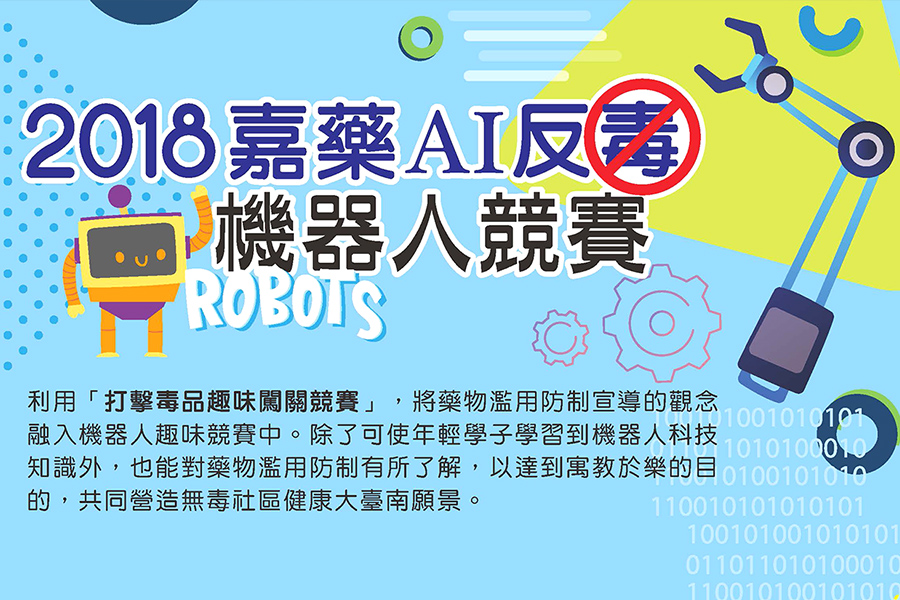 2018嘉藥AI反毒
機器人競賽
ROBOTS
利用「打擊毒品趣味闖關競賽」，將藥物濫用防制宣導的觀念
融入機器人趣味競賽中。除了可使年輕學子學習到機器人科技
知識外，也能對藥物濫用防制有所了解，以達到寓教於樂的目
的，共同營造無毒社區健康大臺南願景。
1100101010101
100101001010101
0110110101000010
1100101001010101